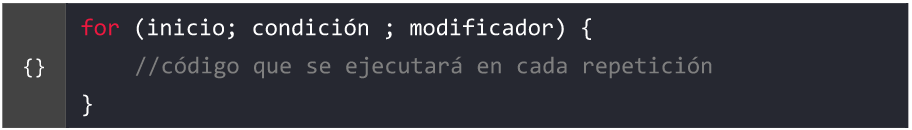 for (inicio; condición ; modificador) {
{} //código que se ejecutará en cada repetición
}